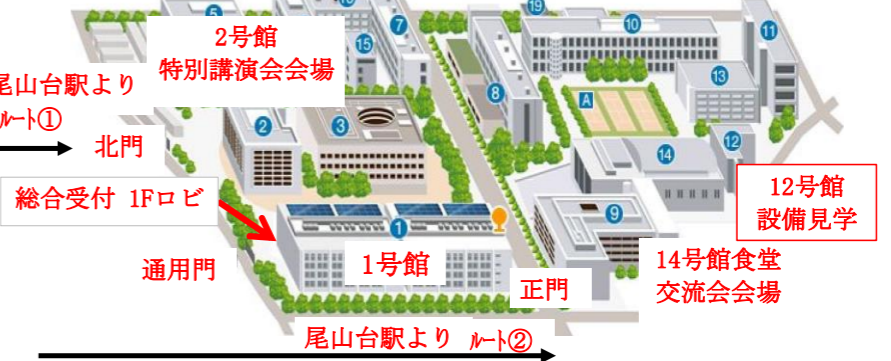 5
10
19
7
10
11
2号館
特別講演会会場
15
尾山台駅より
ルート①
13
8
A
北門
2
3
12
14
12号館
設備見学
総合受付 1Fロビ
9
1
1号館
14号館食堂
交流会会場
通用門
正門
尾山台駅より ルート②